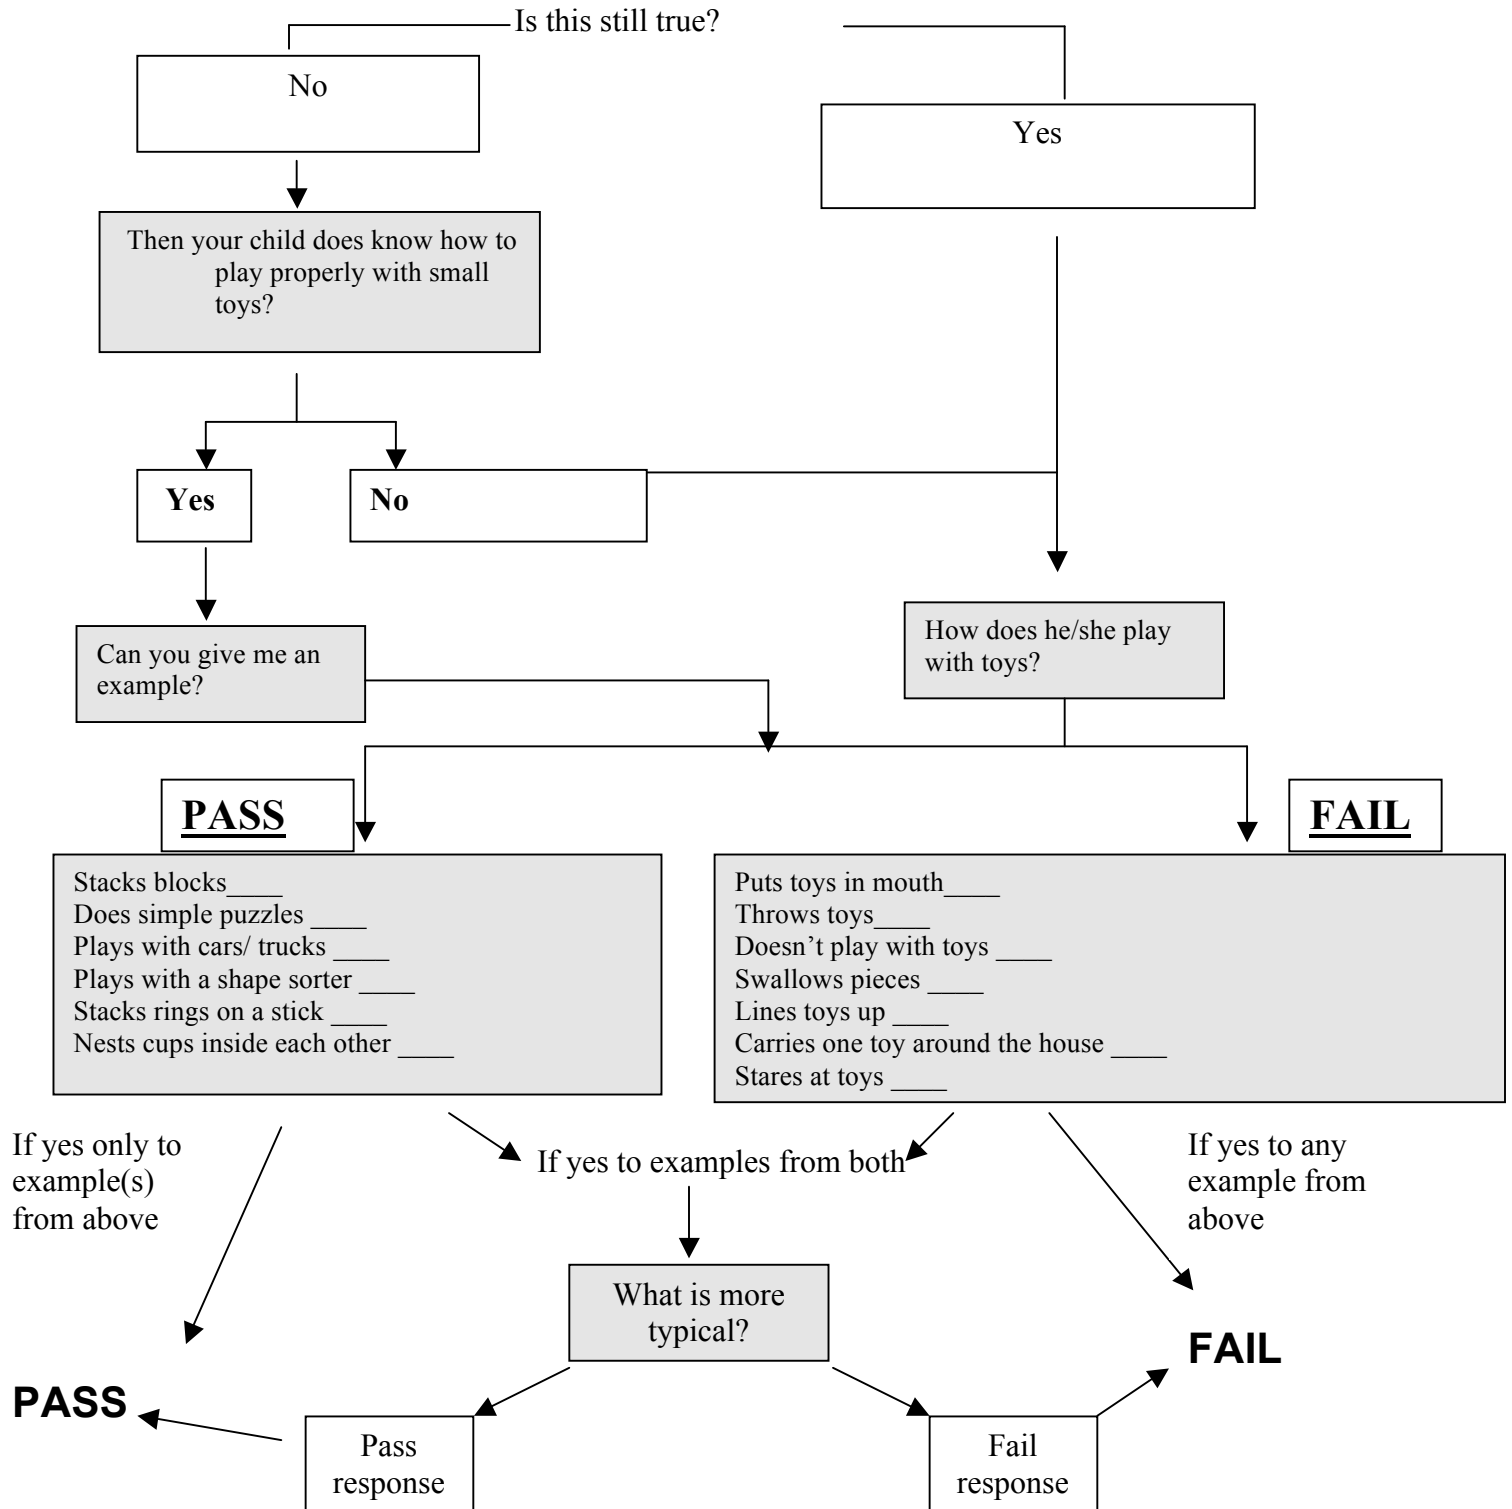 Is this still true?
No
Yes
Then your child does know how to
play properly with small
toys?
Yes
No
Can you give me an
example?
How does he/she play
with toys?
PASS
FAIL
Stacks blocks____
Does simple puzzles ____
Plays with cars/ trucks ____
Plays with a shape sorter ____
Stacks rings on a stick ____
Nests cups inside each other ____
Puts toys in mouth____
Throws toys____
Doesn’t play with toys ____
Swallows pieces ____
Lines toys up ____
Carries one toy around the house ____
Stares at toys ____
If yes only to
example(s)
from above
If yes to examples from both
If yes to any
example from
above
What is more
typical?
PASS
FAIL
Pass
response
Fail
response